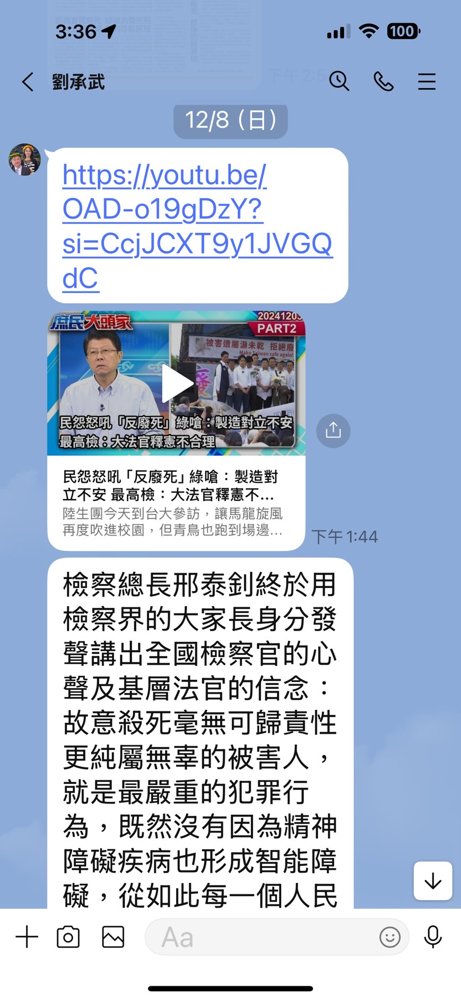 3:36
100
劉承武
下午 2:5
12/8（日）
https://youtu.be/
OAD-o19gDzY?
si=CcjJCXT9y1JVGQ
dC
庶民大頭家
20241205
PART2
被害遺屬淚未乾 拒絕廢
Make Taiwan safe again!
廢
民怨怒吼「反廢死」綠嗆：製造對立不安
最高檢：大法官釋憲不合理
民怨怒吼「反廢死」綠嗆：製造對
立不安 最高檢：大法官釋憲不...
陸生團今天到台大參訪，讓馬龍旋風
再度吹進校園，但青鳥也跑到場邊...
下午 1:44
檢察總長邢泰釗終於用
檢察界的大家長身分發
聲講出全國檢察官的心
聲及基層法官的信念：
故意殺死毫無可歸責性
更純屬無辜的被害人，
就是最嚴重的犯罪行
為，既然沒有因為精神
障礙疾病也形成智能障
礙，從如此每一個人民
Aa